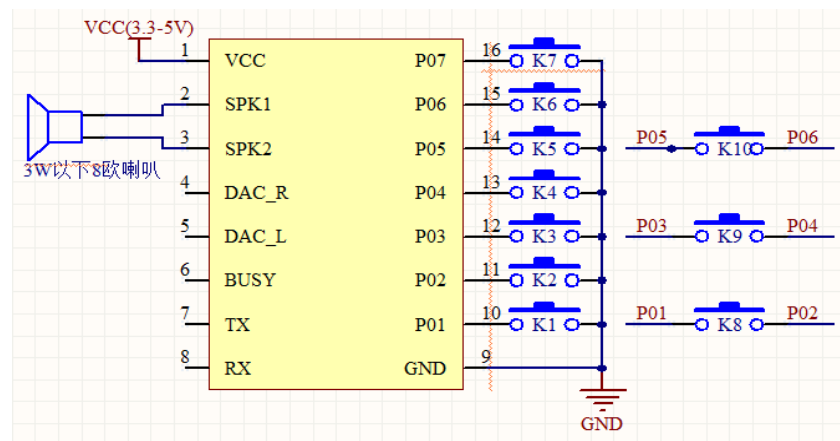 VCC(3.3-5V)
1 VCC P07 16 K7
2 SPK1 P06 15 K6
3 SPK2 P05 14 K5 P05 K10 P06
3W以下8欧喇叭
4 DAC_R P04 13 K4
5 DAC_L P03 12 K3 P03 K9 P04
6 BUSY P02 11 K2
7 TX P01 10 K1 P01 K8 P02
8 RX GND 9
GND